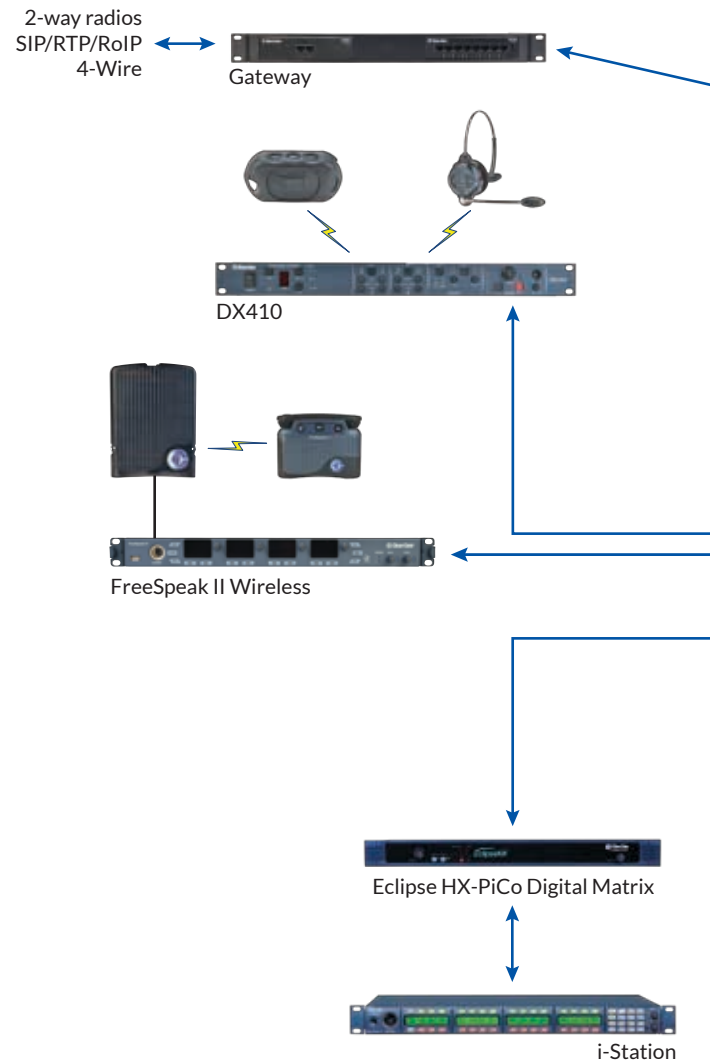 2-way radios
SIP/RTP/RoIP
4-Wire
Gateway
DX410
FreeSpeak II Wireless
Eclipse HX-PiCo Digital Matrix
i-Station